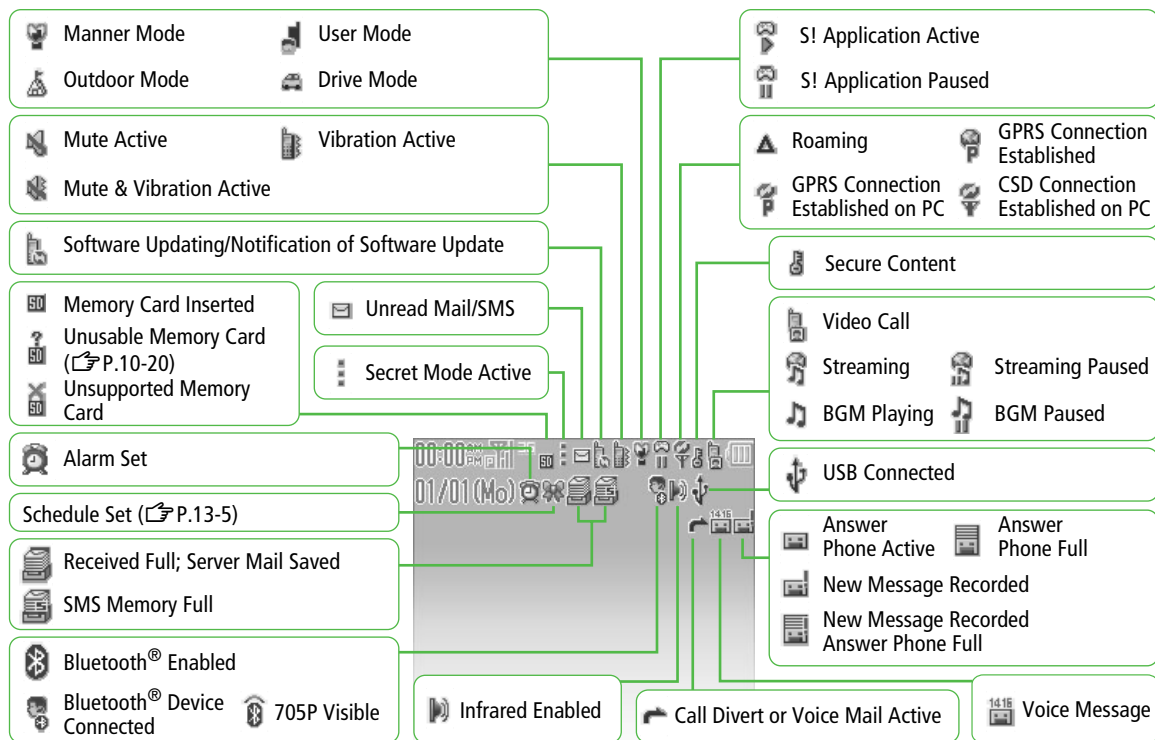 Manner Mode
User Mode
Outdoor Mode
Drive Mode
S! Application Active
S! Application Paused
Mute Active
Vibration Active
Mute & Vibration Active
Roaming
GPRS Connection
Established
GPRS Connection
Established on PC
CSD Connection
Established on PC
Software Updating/Notification of Software Update
Secure Content
Memory Card Inserted
Unusable Memory Card
(☞P.10-20)
Unsupported Memory
Card
Unread Mail/SMS
Secret Mode Active
Video Call
Streaming
Streaming Paused
BGM Playing
BGM Paused
Alarm Set
00:00 AM
PM
01/01(Mo)
USB Connected
Schedule Set (☞P.13-5)
Answer
Phone Active
Answer
Phone Full
New Message Recorded
New Message Recorded
Answer Phone Full
Received Full; Server Mail Saved
SMS Memory Full
Bluetooth® Enabled
Bluetooth® Device
Connected
705P Visible
Infrared Enabled
Call Divert or Voice Mail Active
Voice Message